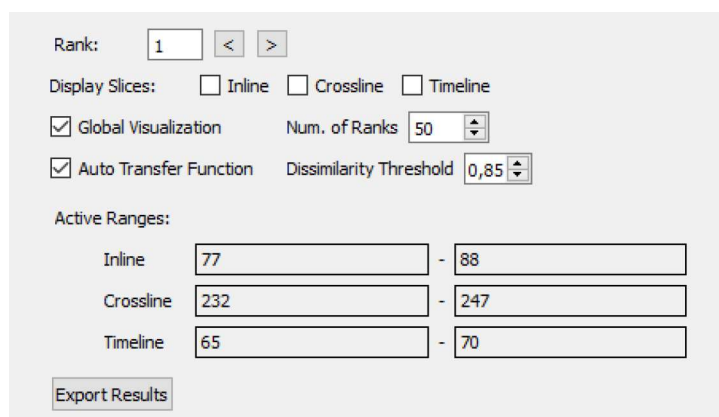 Rank: 1 < >
Display Slices: Inline Crossline Timeline
Global Visualization Num. of Ranks 50
Auto Transfer Function Dissimilarity Threshold 0,85
Active Ranges:
Inline 77 - 88
Crossline 232 - 247
Timeline 65 - 70
Export Results